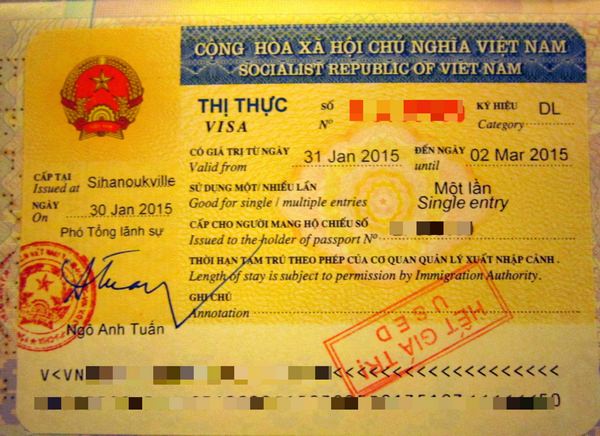 CỘNG HÒA XÃ HỘI CHỦ NGHĨA VIỆT NAM
SOCIALIST REPUBLIC OF VIET NAM
THỊ THỰC
VISA
SỐ
Nº
KÝ HIỆU
Category
DL
CÓ GIÁ TRỊ TỪ NGÀY
Valid from
31 Jan 2015
ĐẾN NGÀY
until
02 Mar 2015
CẤP TẠI
Issued at
Sihanoukville
SỬ DỤNG MỘT/ NHIỀU LẦN
Good for single / multiple entries
Một lần
Single entry
NGÀY
On
30 Jan 2015
CẤP CHO NGƯỜI MANG HỘ CHIẾU SỐ
Issued to the holder of passport Nº
Phó Tổng lãnh sự
THỜI HẠN TẠM TRÚ THEO PHÉP CỦA CƠ QUAN QUẢN LÝ XUẤT NHẬP CẢNH .
Length of stay is subject to permission by Immigration Authority.
GHI CHÚ
Annotation
HẾT GIÁ TRỊ
USED
Ngô Anh Tuấn
V<VN
<<<<<<<<<<<<<<<<<<<